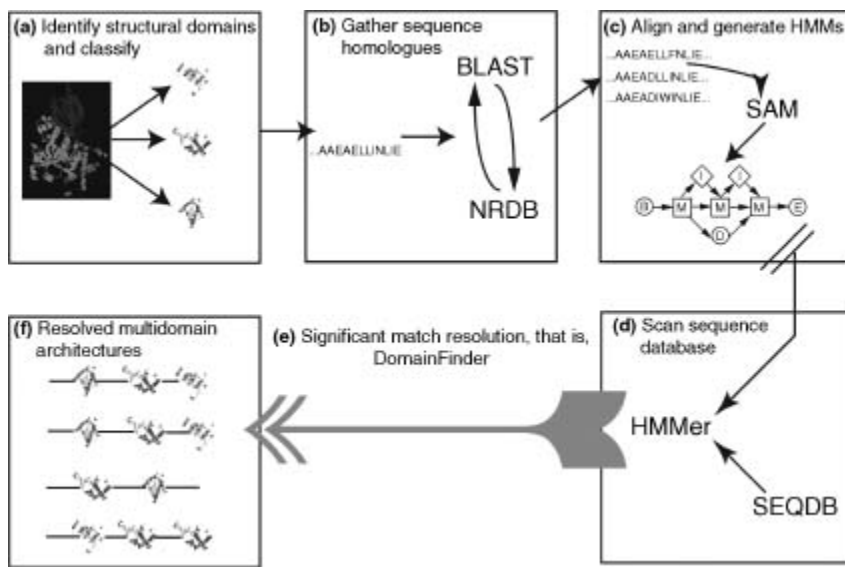 (a) Identify structural domains
and classify
(b) Gather sequence
homologues
BLAST
...AAEAELLINLIE
NRDB
(c) Align and generate HMMs
...AAEAELLFNLIE...
...AAEADLLINLIE...
...AAEADIWINLIE...
SAM
I
I
B
M
M
M
E
D
(d) Scan sequence
database
HMMer
SEQDB
(e) Significant match resolution, that is,
DomainFinder
(f) Resolved multidomain
architectures